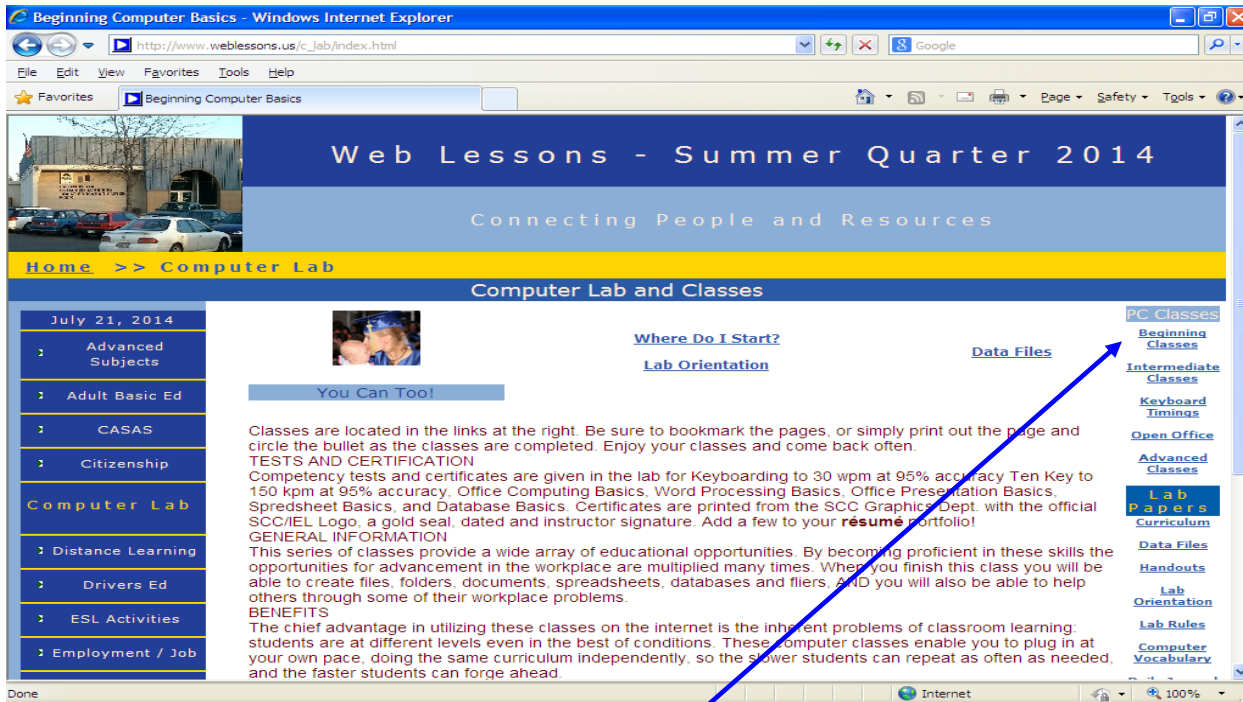 Beginning Computer Basics - Windows Internet Explorer
http://www.weblessons.us/c_lab/index.html
Google
File Edit View Favorites Tools Help
Favorites
Beginning Computer Basics
Page Safety Tools
Web Lessons - Summer Quarter 2014
Connecting People and Resources
Home >> Computer Lab
Computer Lab and Classes
July 21, 2014
Advanced
Subjects
Adult Basic Ed
CASAS
Citizenship
Computer Lab
Distance Learning
Drivers Ed
ESL Activities
Employment / Job
You Can Too!
Where Do I Start?
Lab Orientation
Data Files
Classes are located in the links at the right. Be sure to bookmark the pages, or simply print out the page and
circle the bullet as the classes are completed. Enjoy your classes and come back often.
TESTS AND CERTIFICATION
Competency tests and certificates are given in the lab for Keyboarding to 30 wpm at 95% accuracy Ten Key to
150 kpm at 95% accuracy, Office Computing Basics, Word Processing Basics, Office Presentation Basics,
Spredsheet Basics, and Database Basics. Certificates are printed from the SCC Graphics Dept. with the official
SCC/IEL Logo, a gold seal, dated and instructor signature. Add a few to your résumé portfolio!
GENERAL INFORMATION
This series of classes provide a wide array of educational opportunities. By becoming proficient in these skills the
opportunities for advancement in the workplace are multiplied many times. When you finish this class you will be
able to create files, folders, documents, spreadsheets, databases and fliers, AND you will also be able to help
others through some of their workplace problems.
BENEFITS
The chief advantage in utilizing these classes on the internet is the inherent problems of classroom learning:
students are at different levels even in the best of conditions. These computer classes enable you to plug in at
your own pace, doing the same curriculum independently, so the slower students can repeat as often as needed,
and the faster students can forge ahead.
PC Classes
Beginning
Classes
Intermediate
Classes
Keyboard
Timings
Open Office
Advanced
Classes
Lab
Papers
Curriculum
Data Files
Handouts
Lab
Orientation
Lab Rules
Computer
Vocabulary
Done
Internet
100%